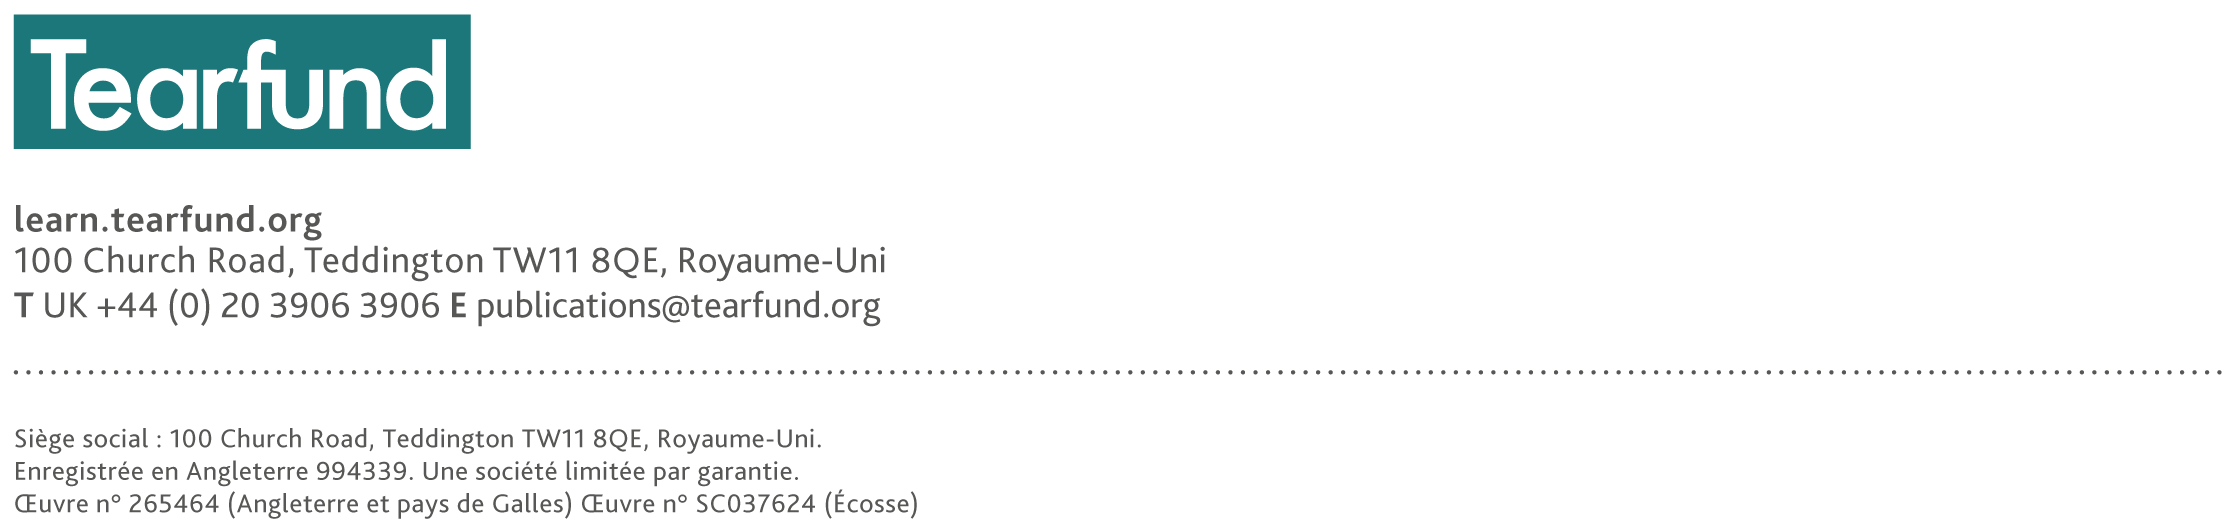 Tearfund
learn.tearfund.org
100 Church Road, Teddington TW11 8QE, Royaume-Uni
T UK +44 (0) 20 3906 3906 E publications@tearfund.org
Siège social : 100 Church Road, Teddington TW11 8QE, Royaume-Uni.
Enregistrée en Angleterre 994339. Une société limitée par garantie.
Œuvre n° 265464 (Angleterre et pays de Galles) Œuvre n° SC037624 (Écosse)